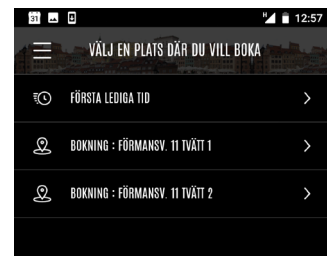 31 H 12:57
VÄLJ EN PLATS DÄR DU VILL BOKA
FÖRSTA LEDIGA TID
BOKNING : FÖRMANSV. 11 TVÄTT 1
BOKNING : FÖRMANSV. 11 TVÄTT 2